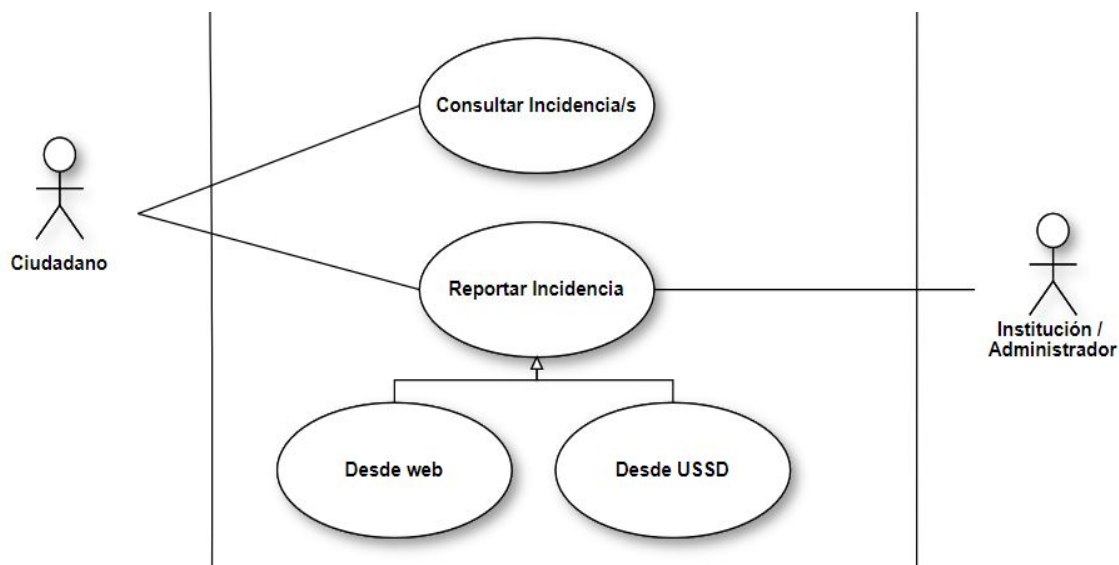 Consultar Incidencia/s
Ciudadano
Reportar Incidencia
Institución /
Administrador
Desde web
Desde USSD